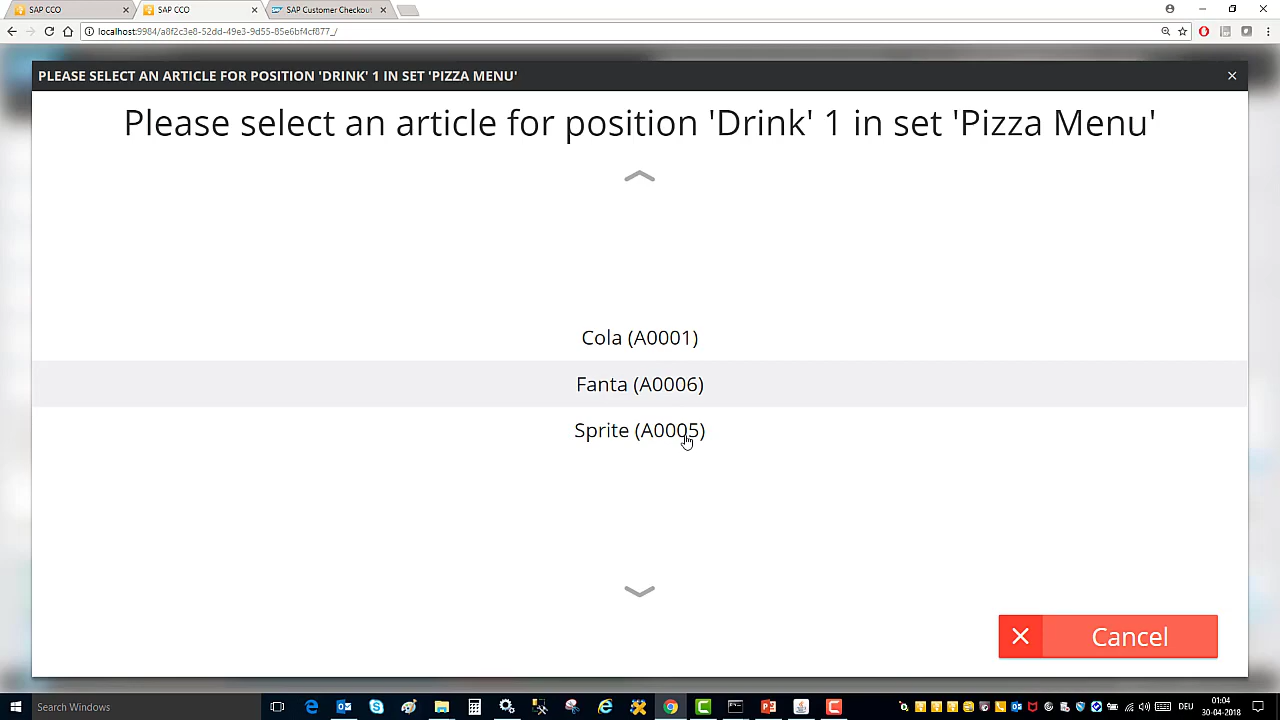 SAP CCO
SAP CCO
SAP Customer Checkout
localhost:9984/a8f2c3e8-52dd-49e3-9d55-85e6bf4cf877_/
PLEASE SELECT AN ARTICLE FOR POSITION 'DRINK' 1 IN SET 'PIZZA MENU'
Please select an article for position 'Drink' 1 in set 'Pizza Menu'
Cola (A0001)
Fanta (A0006)
Sprite (A0005)
Cancel
Search Windows
DEU
01:04
30-04-2018